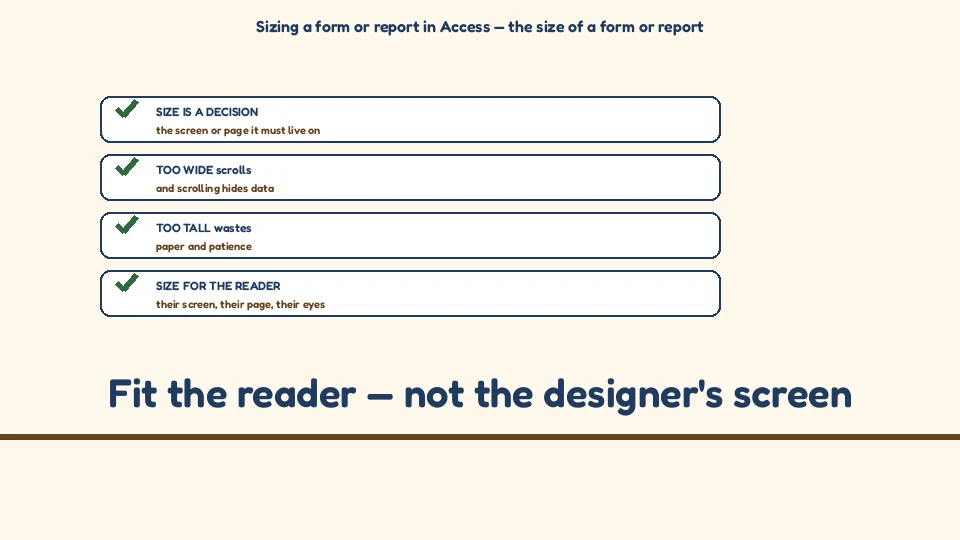 Sizing a form or report in Access — the size of a form or report
SIZE IS A DECISION
the screen or page it must live on
TOO WIDE scrolls
and scrolling hides data
TOO TALL wastes
paper and patience
SIZE FOR THE READER
their screen, their page, their eyes
Fit the reader — not the designer's screen